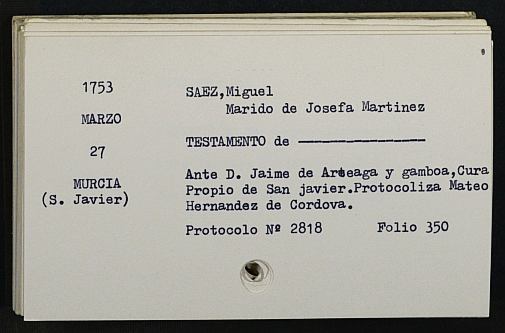 1753
MARZO
27
MURCIA
(S. Javier)
SAEZ,Miguel
Marido de Josefa Martinez
TESTAMENTO de ————————
Ante D. Jaime de Arteaga y gamboa,Cura
Propio de San javier.Protocoliza Mateo
Hernandez de Cordova.
Protocolo Nº 2818 Folio 350